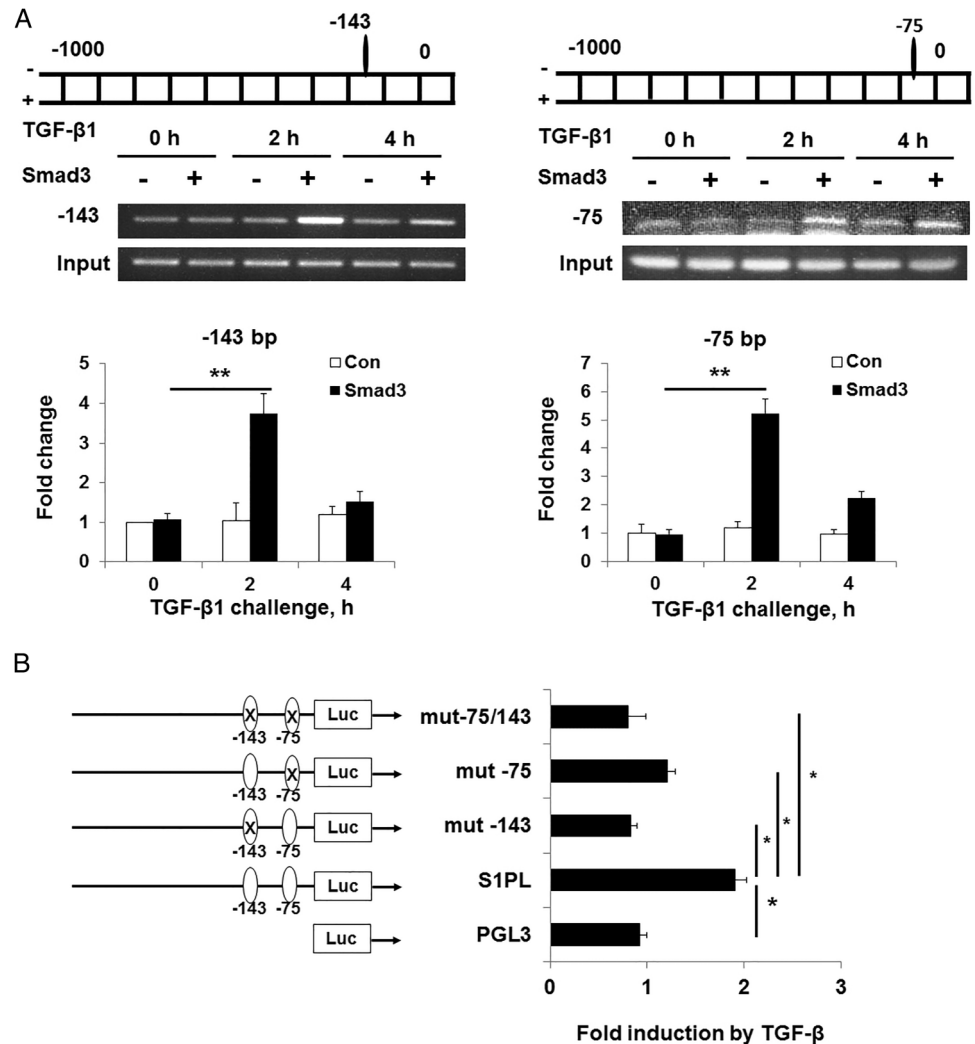 A
-143
-1000
0
-
+
TGF-β1
0 h 2 h 4 h
Smad3
- + - + - +
-143
Input
-75
-1000
0
-
+
TGF-β1
0 h 2 h 4 h
Smad3
- + - + - +
-75
Input
-143 bp
Con
Smad3
**
Fold change
5
4
3
2
1
0
0 2 4
TGF-β1 challenge, h
-75 bp
Con
Smad3
**
Fold change
7
6
5
4
3
2
1
0
0 2 4
TGF-β1 challenge, h
B
X X Luc mut-75/143
-143 -75
X Luc mut -75
-143 -75
X Luc mut -143
-143 -75
Luc S1PL
-143 -75
Luc PGL3
*
*
*
*
0 1 2 3
Fold induction by TGF-β